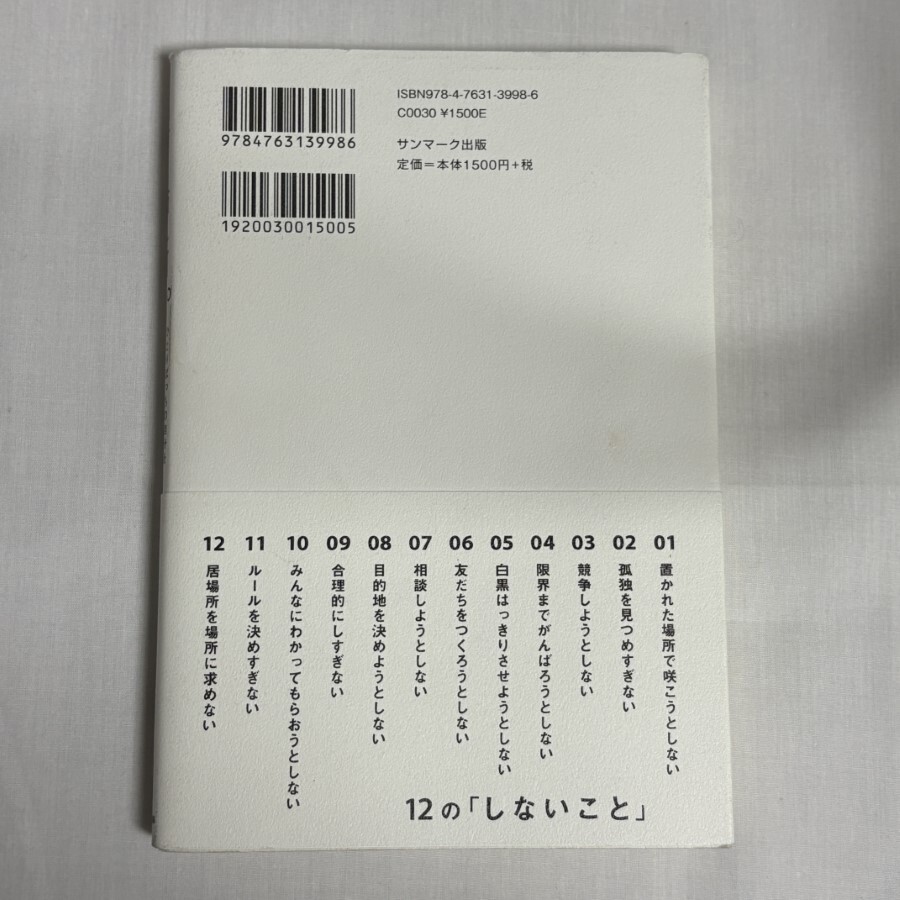 ISBN978-4-7631-3998-6
C0030 ¥1500E
サンマーク出版
定価=本体1500円+税
9784763139986
1920030015005
01 置かれた場所で咲こうとしない
02 孤独を見つめすぎない
03 競争しようとしない
04 限界までがんばろうとしない
05 白黒はっきりさせようとしない
06 友だちをつくろうとしない
07 相談しようとしない
08 目的地を決めようとしない
09 合理的にしすぎない
10 みんなにわかってもらおうとしない
11 ルールを決めすぎない
12 居場所を場所に求めない
12の「しないこと」